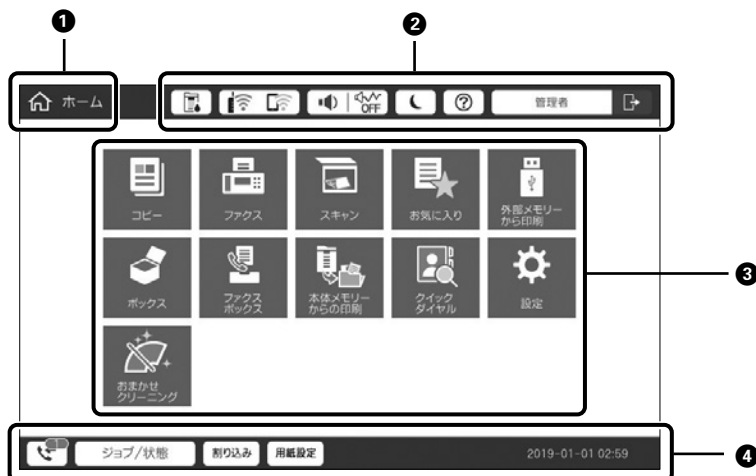 ❶
❷
ホーム
OFF
?
管理者
コピー
ファクス
スキャン
お気に入り
外部メモリー
から印刷
❸
ボックス
ファクス
ボックス
本体メモリー
からの印刷
クイック
ダイヤル
設定
おまかせ
クリーニング
ジョブ/状態
割り込み
用紙設定
2019-01-01 02:59
❹